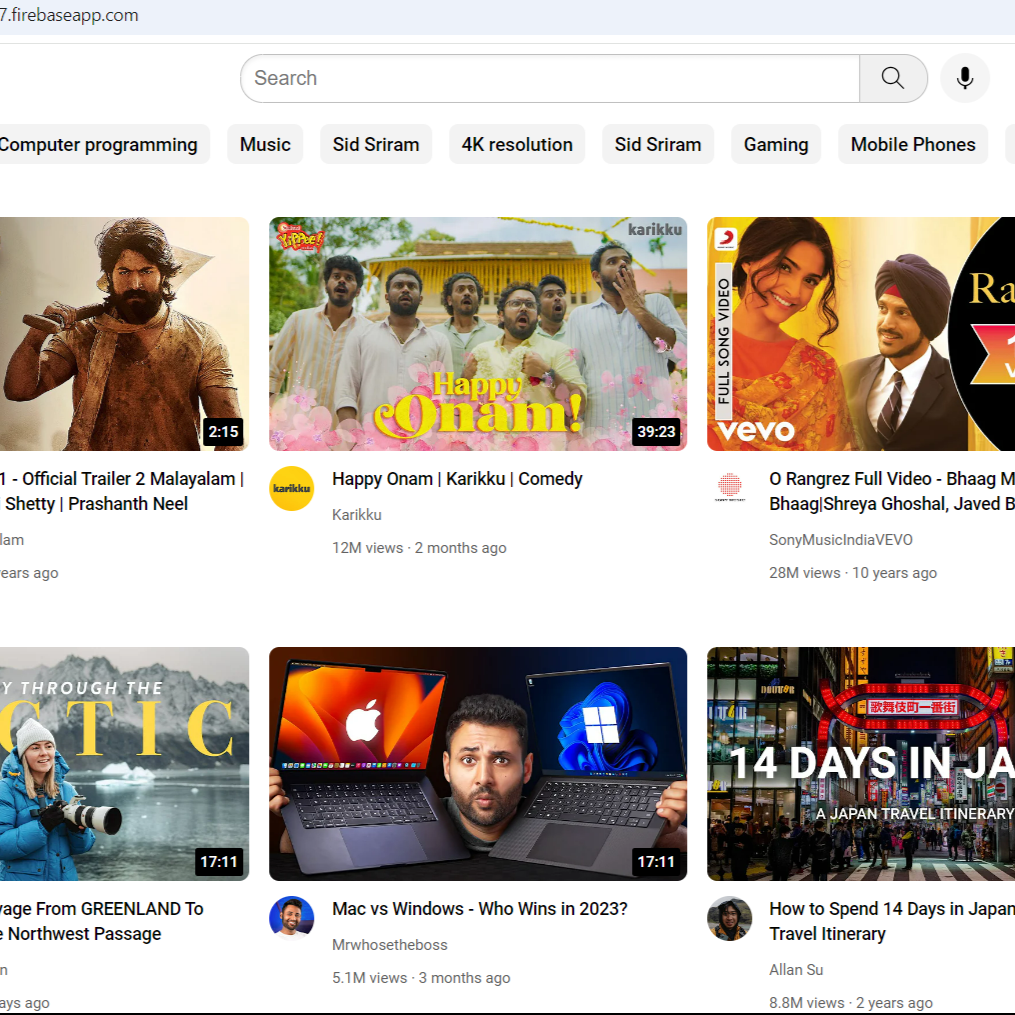 7.firebaseapp.com
Search
Computer programming
Music
Sid Sriram
4K resolution
Sid Sriram
Gaming
Mobile Phones
2:15
YiPPee!
karikku
Happy
Onam!
39:23
FULL SONG VIDEO
vevo
Ra
1 - Official Trailer 2 Malayalam |
Shetty | Prashanth Neel
lam
ears ago
karikku
Happy Onam | Karikku | Comedy
Karikku
12M views · 2 months ago
O Rangrez Full Video - Bhaag M
Bhaag|Shreya Ghoshal, Javed B
SonyMusicIndiaVEVO
28M views · 10 years ago
Y THROUGH THE
CTIC
17:11
17:11
歌舞伎町一番街
14 DAYS IN JA
A JAPAN TRAVEL ITINERARY
yage From GREENLAND To
e Northwest Passage
n
ays ago
Mac vs Windows - Who Wins in 2023?
Mrwhosetheboss
5.1M views · 3 months ago
How to Spend 14 Days in Japan
Travel Itinerary
Allan Su
8.8M views · 2 years ago